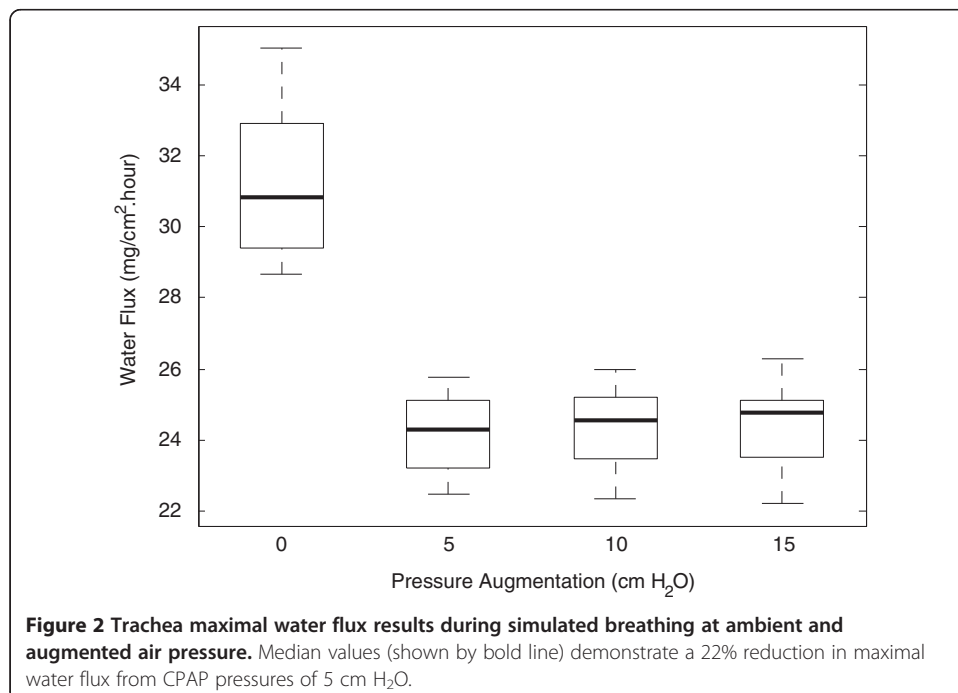 34
32
30
28
26
24
22
Water Flux (mg/cm².hour)
0 5 10 15
Pressure Augmentation (cm H₂O)
Figure 2 Trachea maximal water flux results during simulated breathing at ambient and
augmented air pressure. Median values (shown by bold line) demonstrate a 22% reduction in maximal
water flux from CPAP pressures of 5 cm H₂O.